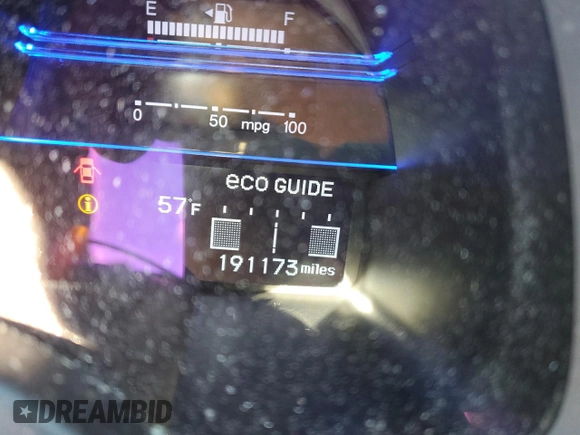 E F
0 50 mpg 100
eco GUIDE
57°F
191173 miles
DREAMBID